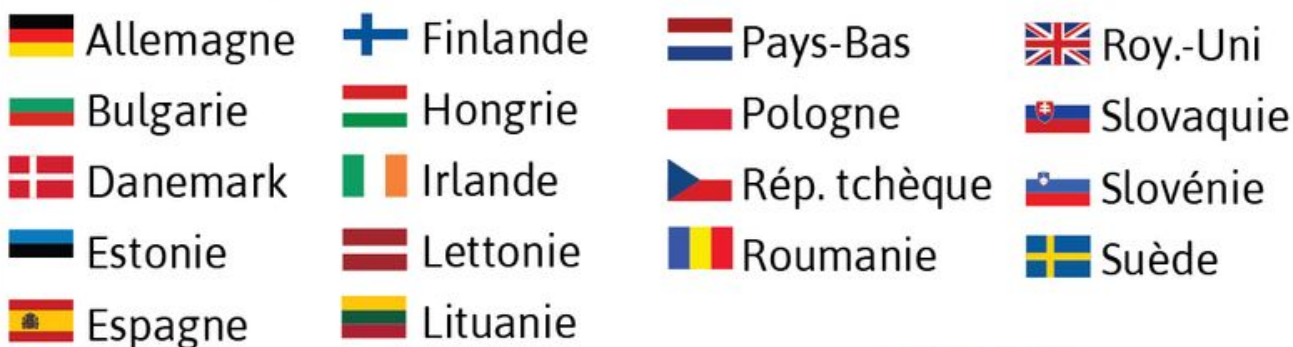 Allemagne
Bulgarie
Danemark
Estonie
Espagne
Finlande
Hongrie
Irlande
Lettonie
Lituanie
Pays-Bas
Pologne
Rép. tchèque
Roumanie
Roy.-Uni
Slovaquie
Slovénie
Suède